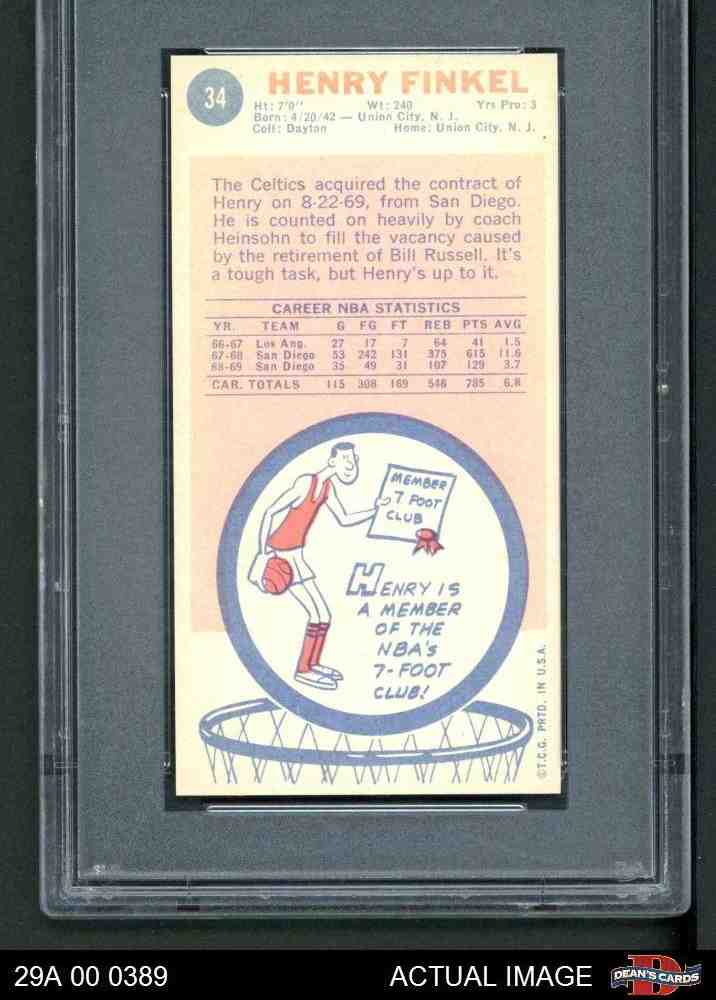 34
HENRY FINKEL
Ht: 7'0" Wt: 240 Yrs Pro: 3
Born: 4/20/42 — Union City, N. J.
Coll: Dayton Home: Union City, N. J.
The Celtics acquired the contract of
Henry on 8-22-69, from San Diego.
He is counted on heavily by coach
Heinsohn to fill the vacancy caused
by the retirement of Bill Russell. It's
a tough task, but Henry's up to it.
CAREER NBA STATISTICS
YR. TEAM G FG FT REB PTS AVG
66-67 Los Ang. 27 17 7 64 41 1.5
67-68 San Diego 53 242 131 375 615 11.6
68-69 San Diego 35 49 31 107 129 3.7
CAR. TOTALS 115 308 169 546 785 6.8
MEMBER
7 FOOT
CLUB
HENRY IS
A MEMBER
OF THE
NBA'S
7-FOOT
CLUB!
©T.C.G. PRTD. IN U.S.A.
29A 00 0389 ACTUAL IMAGE
DEAN'S CARDS